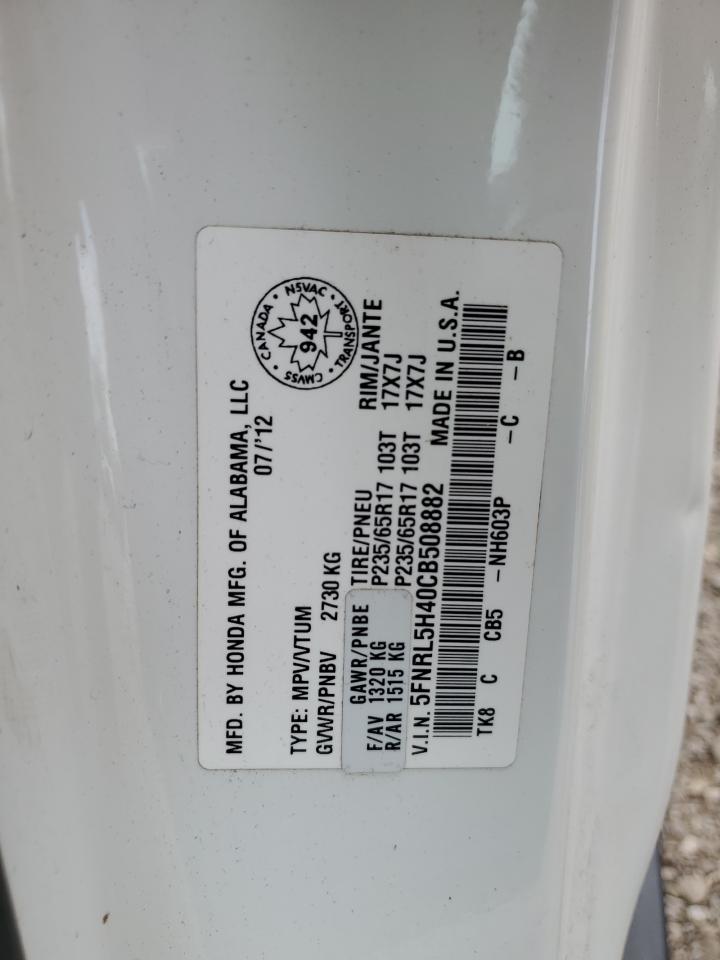 MFD. BY HONDA MFG. OF ALABAMA, LLC
07/'12
CANADA · NSVAC · TRANSPORT · CMVSS ·
942
TYPE: MPV/VTUM
GVWR/PNBV 2730 KG
GAWR/PNBE TIRE/PNEU RIM/JANTE
F/AV 1320 KG P235/65R17 103T 17X7J
R/AR 1515 KG P235/65R17 103T 17X7J
V.I.N. 5FNRL5H40CB508882 MADE IN U.S.A.
TK8 C CB5 –NH603P –C –B